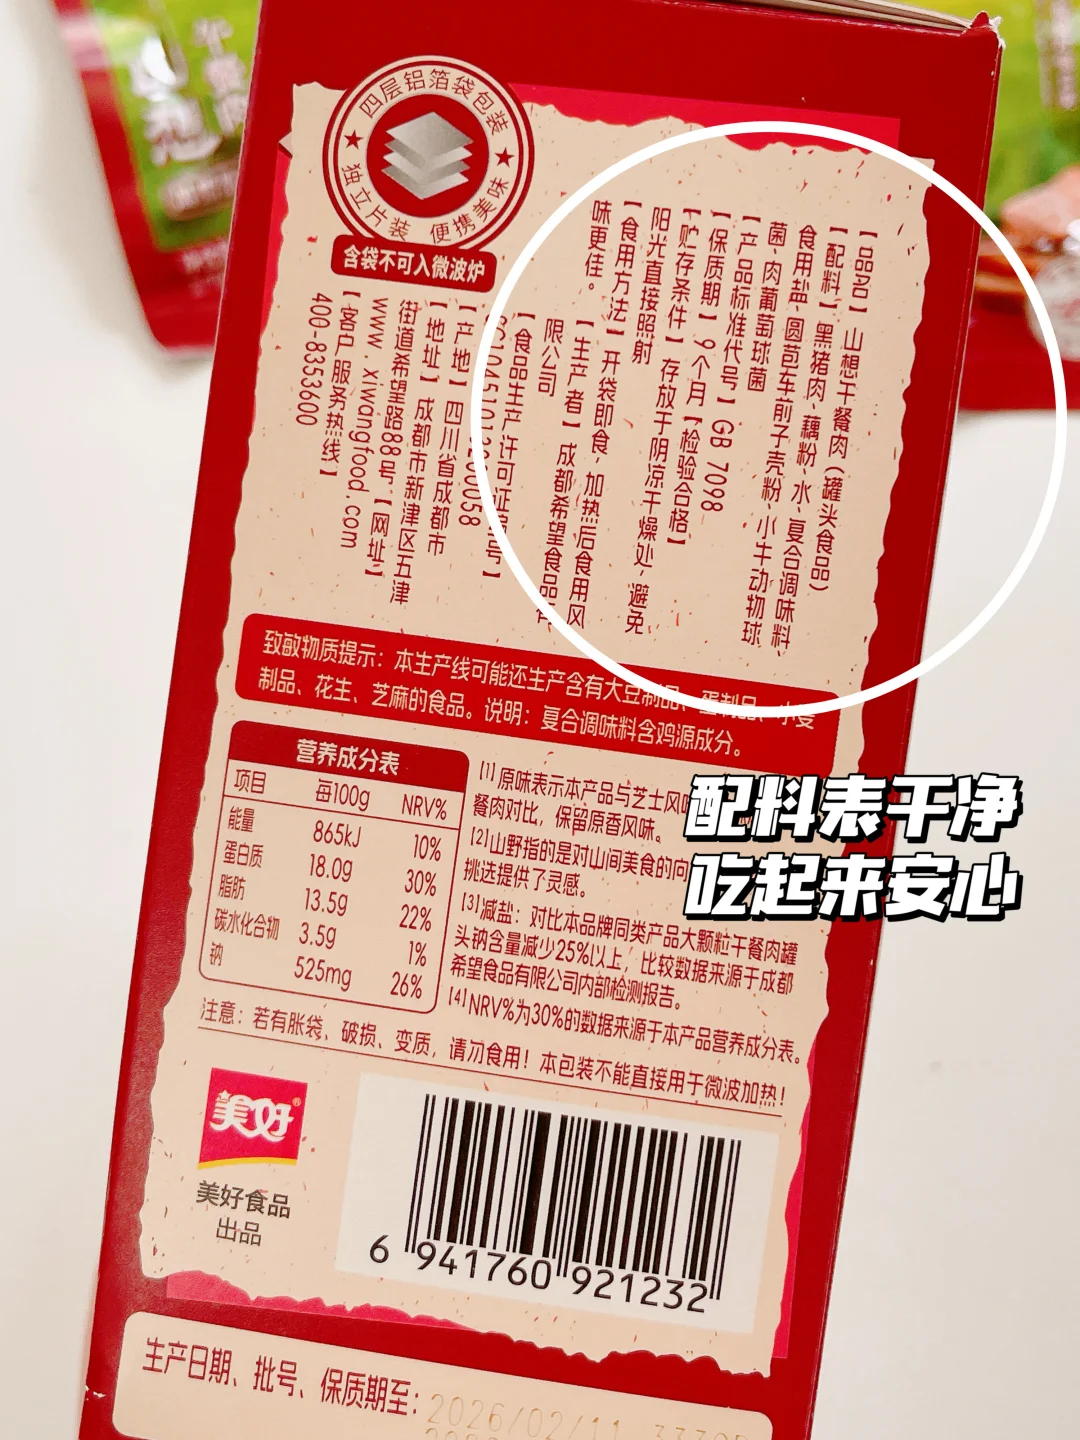 四层铝箔袋包装
独立片装 便携美味
含袋不可入微波炉
【品名】山想干餐肉（罐头食品）
【配料】黑猪肉、藕粉、水、复合调味料、
食用盐、圆苞车前子壳粉、小牛动物球
菌、肉葡萄球菌
【产品标准代号】GB 7098
【保质期】9个月【检验合格】
【贮存条件】存放于阴凉干燥处，避免
阳光直接照射
【食用方法】开袋即食，加热后食用风
味更佳。
【生产者】成都希望食品有
限公司
【食品生产许可证编号】
【产地】四川省成都市
【地址】成都市新津区五津
街道希望路88号【网址】
www.xiwangfood.com
【客户服务热线】
400-8353600
致敏物质提示：本生产线可能还生产含有大豆制品、蛋制品、小麦
制品、花生、芝麻的食品。说明：复合调味料含鸡源成分。
营养成分表
项目 每100g NRV%
能量 865kJ 10%
蛋白质 18.0g 30%
脂肪 13.5g 22%
碳水化合物 3.5g 1%
钠 525mg 26%
[1]原味表示本产品与芝士风味
餐肉对比，保留原香风味。
[2]山野指的是对山间美食的向
挑选提供了灵感。
[3]减盐：对比本品牌同类产品大颗粒午餐肉罐
头钠含量减少25%以上，比较数据来源于成都
希望食品有限公司内部检测报告。
[4]NRV%为30%的数据来源于本产品营养成分表。
配料表干净
吃起来安心
注意：若有胀袋、破损、变质，请勿食用！本包装不能直接用于微波加热！
美好®
美好食品
出品
6 941760 921232
生产日期、批号、保质期至：
2026/02/11